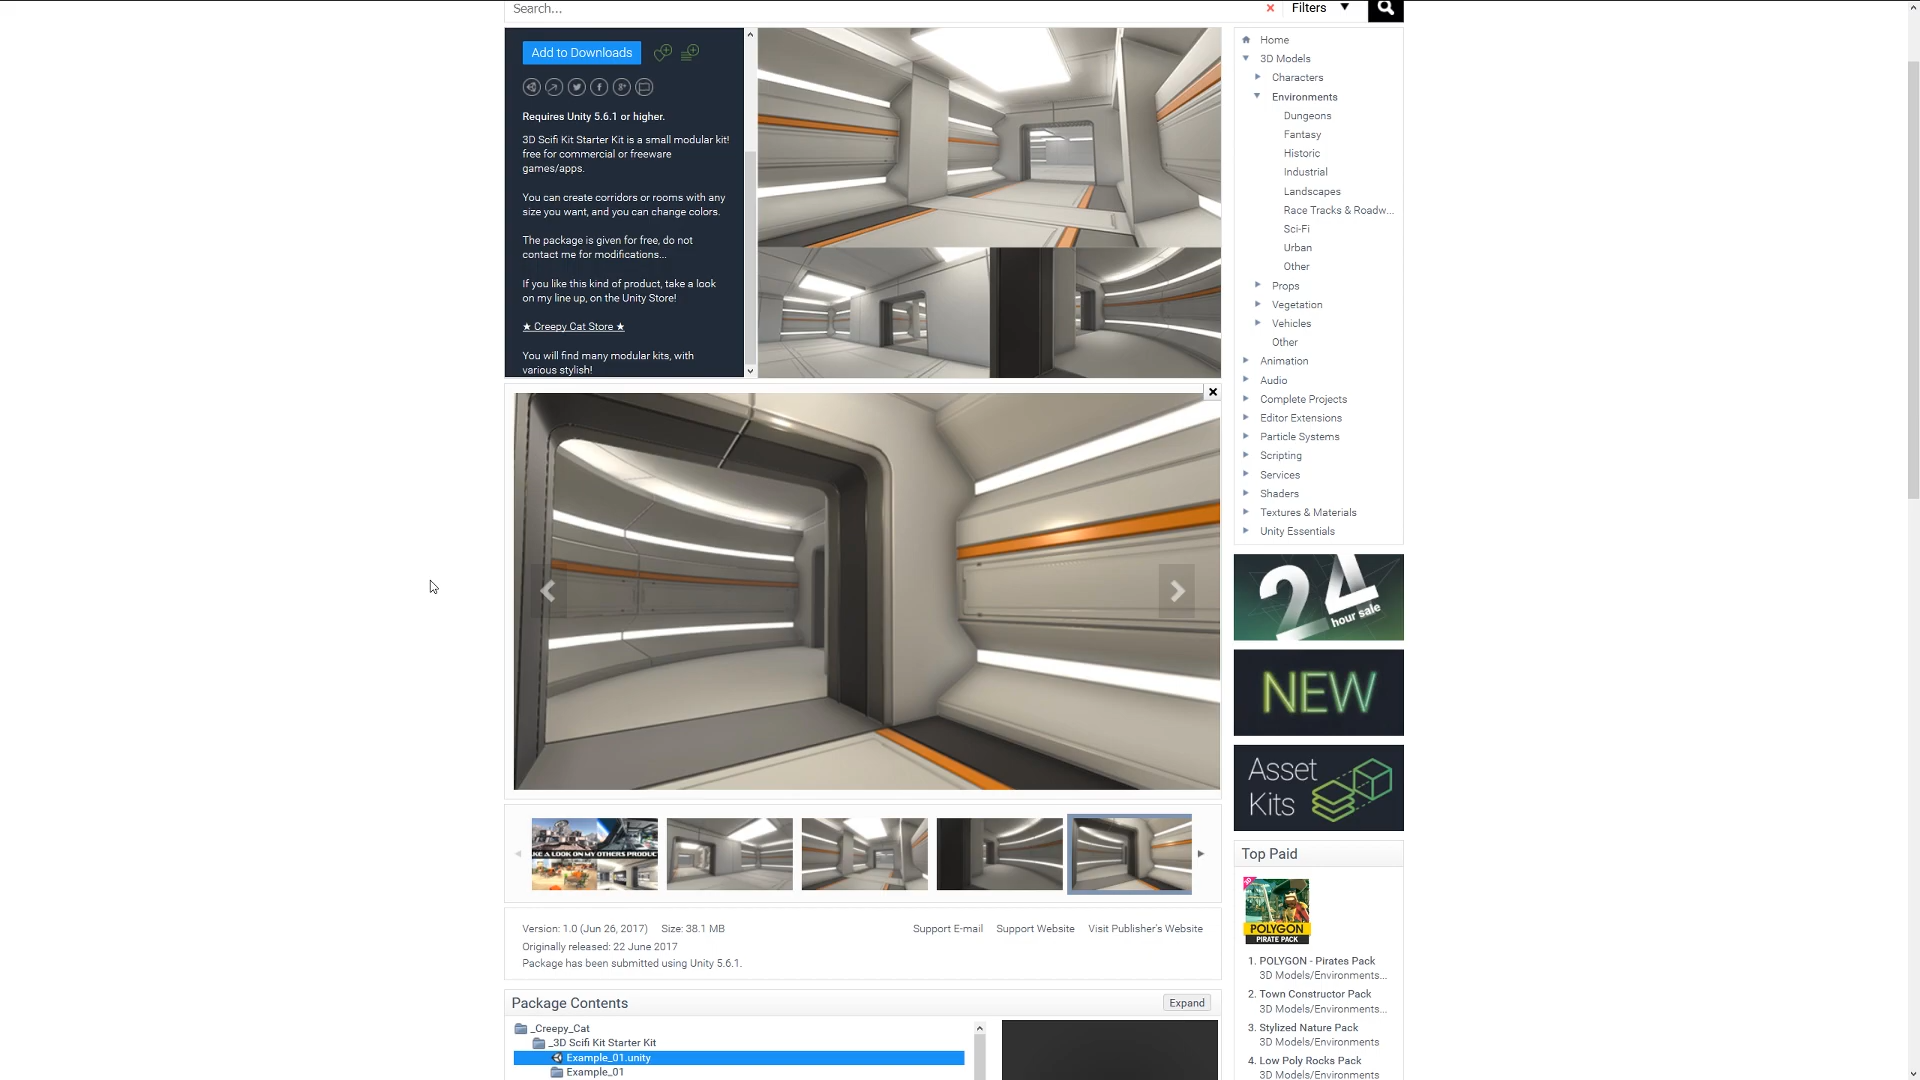 Search...
Filters
Add to Downloads
Requires Unity 5.6.1 or higher.
3D Scifi Kit Starter Kit is a small modular kit!
free for commercial or freeware
games/apps.
You can create corridors or rooms with any
size you want, and you can change colors.
The package is given for free, do not
contact me for modifications...
If you like this kind of product, take a look
on my line up, on the Unity Store!
★ Creepy Cat Store ★
You will find many modular kits, with
various stylish!
KE A LOOK ON MY OTHERS PRODUC
Version: 1.0 (Jun 26, 2017) Size: 38.1 MB
Support E-mail Support Website Visit Publisher's Website
Originally released: 22 June 2017
Package has been submitted using Unity 5.6.1.
Package Contents
Expand
_Creepy_Cat
_3D Scifi Kit Starter Kit
Example_01.unity
Example_01
Home
3D Models
Characters
Environments
Dungeons
Fantasy
Historic
Industrial
Landscapes
Race Tracks & Roadw...
Sci-Fi
Urban
Other
Props
Vegetation
Vehicles
Other
Animation
Audio
Complete Projects
Editor Extensions
Particle Systems
Scripting
Services
Shaders
Textures & Materials
Unity Essentials
24
hour sale
NEW
Asset
Kits
Top Paid
POLYGON
PIRATE PACK
1. POLYGON - Pirates Pack
3D Models/Environments...
2. Town Constructor Pack
3D Models/Environments...
3. Stylized Nature Pack
3D Models/Environments
4. Low Poly Rocks Pack
3D Models/Environments